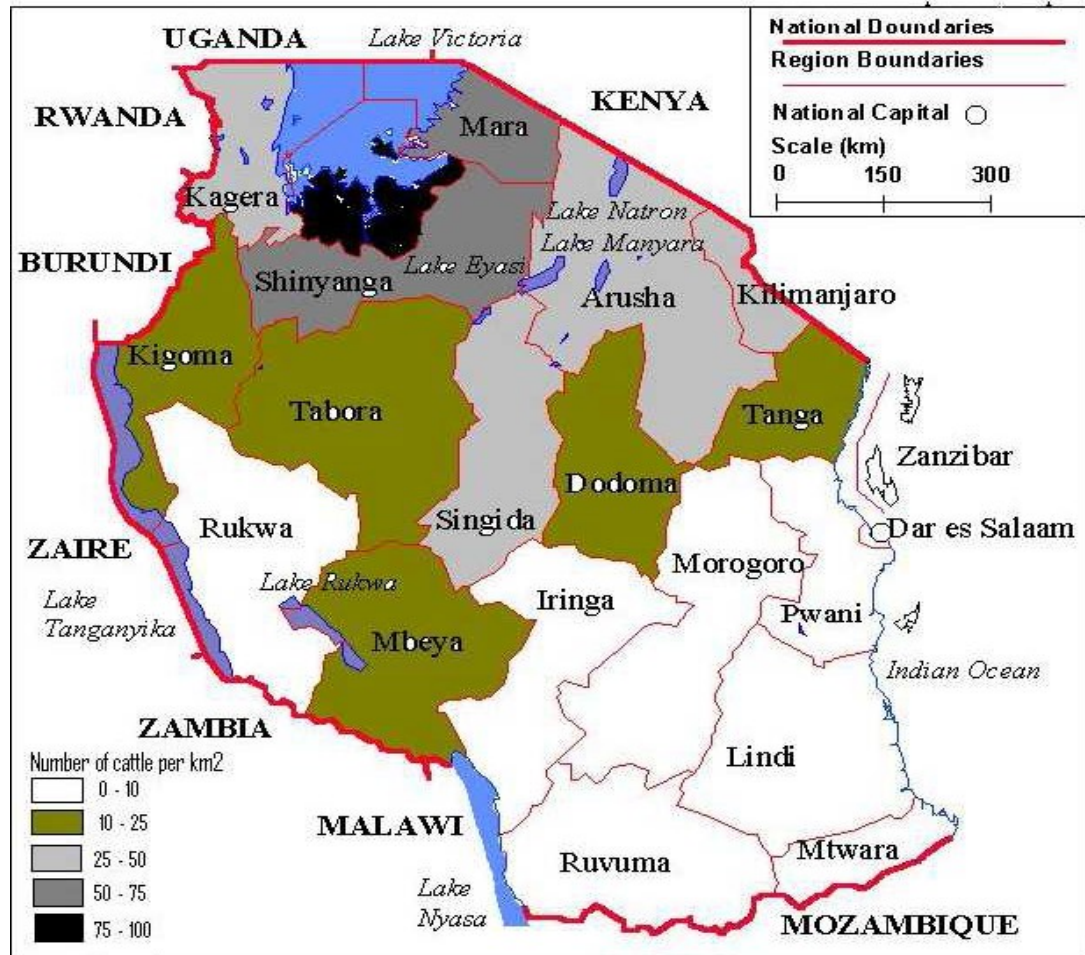 UGANDA
Lake Victoria
National Doundaries
Region Boundaries
National Capital
Scale (km)
0 150 300
KENYA
RWANDA
Mara
Kagera
Lake Natron
Lake Manyara
BURUNDI
Lake Eyasi
Shinyanga
Arusha
Kilimanjaro
Kigoma
Tabora
Tanga
Zanzibar
Dodoma
Singida
Rukwa
Dar es Salaam
ZAIRE
Morogoro
Lake Rukwa
Iringa
Lake
Tanganyika
Pwani
Mbeya
Indian Ocean
ZAMBIA
Lindi
Number of cattle per km2
0 - 10
10 - 25
25 - 50
50 - 75
75 - 100
MALAWI
Ruvuma
Mtwara
Lake
Nyasa
MOZAMBIQUE